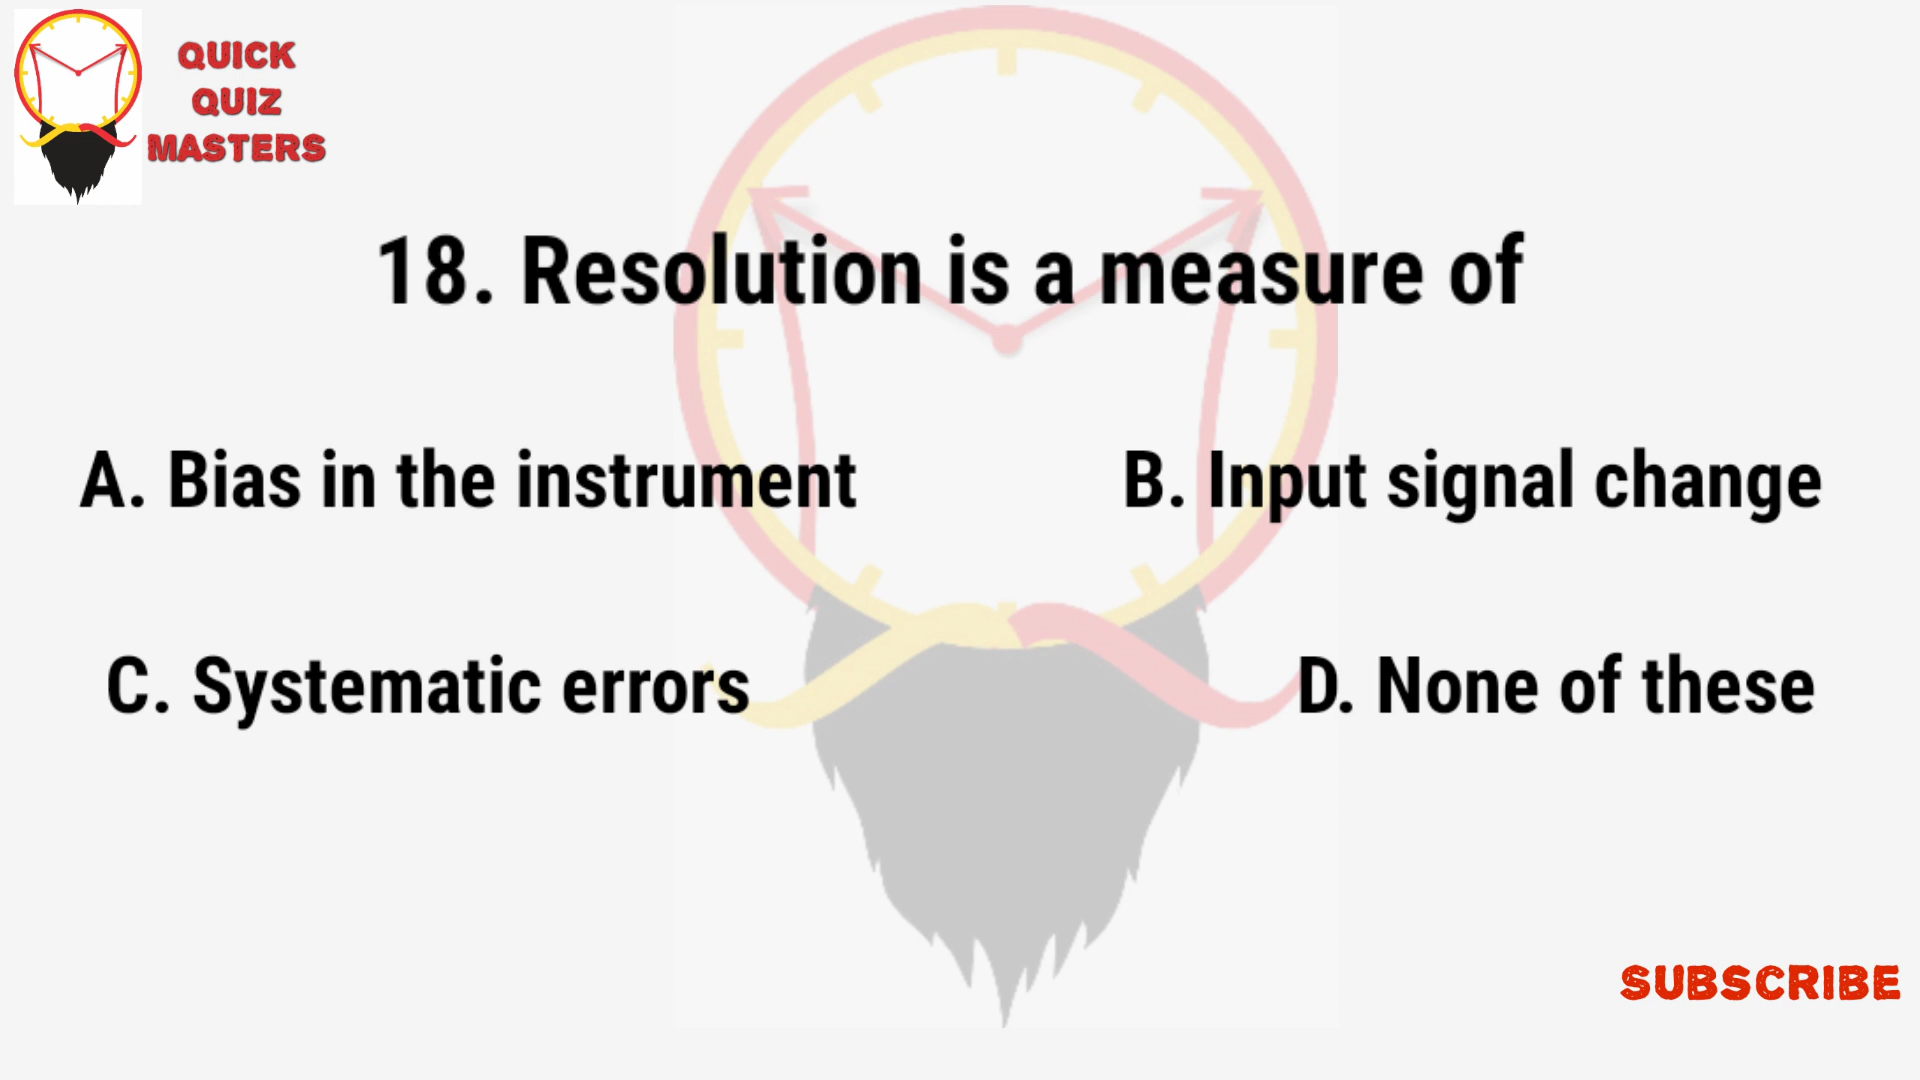 QUICK
QUIZ
MASTERS
18. Resolution is a measure of
A. Bias in the instrument
B. Input signal change
C. Systematic errors
D. None of these
SUBSCRIBE